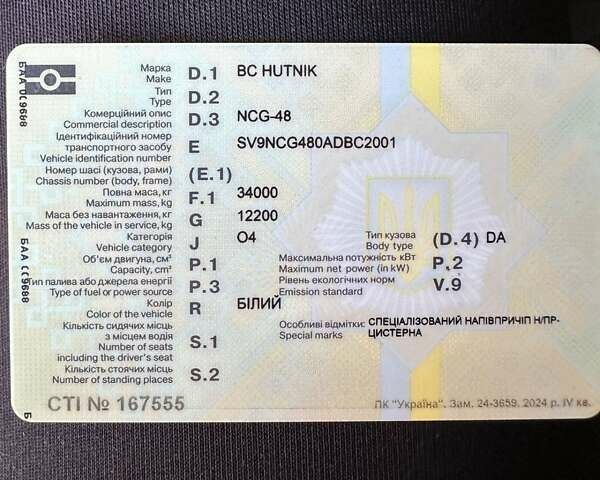 Марка
Make D.1 BC HUTNIK
Тип
Type D.2
Комерційний опис
Commercial description D.3 NCG-48
Ідентифікаційний номер
транспортного засобу
Vehicle identification number E SV9NCG480ADBC2001
Номер шасі (кузова, рами)
Chassis number (body, frame) (E.1)
Повна маса, кг
Maximum mass, kg F.1 34000
Маса без навантаження, кг
Mass of the vehicle in service, kg G 12200
Категорія
Vehicle category J O4
Тип кузова
Body type (D.4) DA
Об'єм двигуна, см³
Capacity, cm³ P.1
Максимальна потужність кВт
Maximum net power (in kW) P.2
Тип палива або джерела енергії
Type of fuel or power source P.3
Рівень екологічних норм
Emission standard V.9
Колір
Color of the vehicle R БІЛИЙ
Кількість сидячих місць
з місцем водія
Number of seats
including the driver's seat S.1
Особливі відмітки: СПЕЦІАЛІЗОВАНИЙ НАПІВПРИЧІП Н/ПР-
Special marks ЦИСТЕРНА
Кількість стоячих місць
Number of standing places S.2
СТІ № 167555
ПК "Україна". Зам. 24-3659. 2024 р. IV кв.